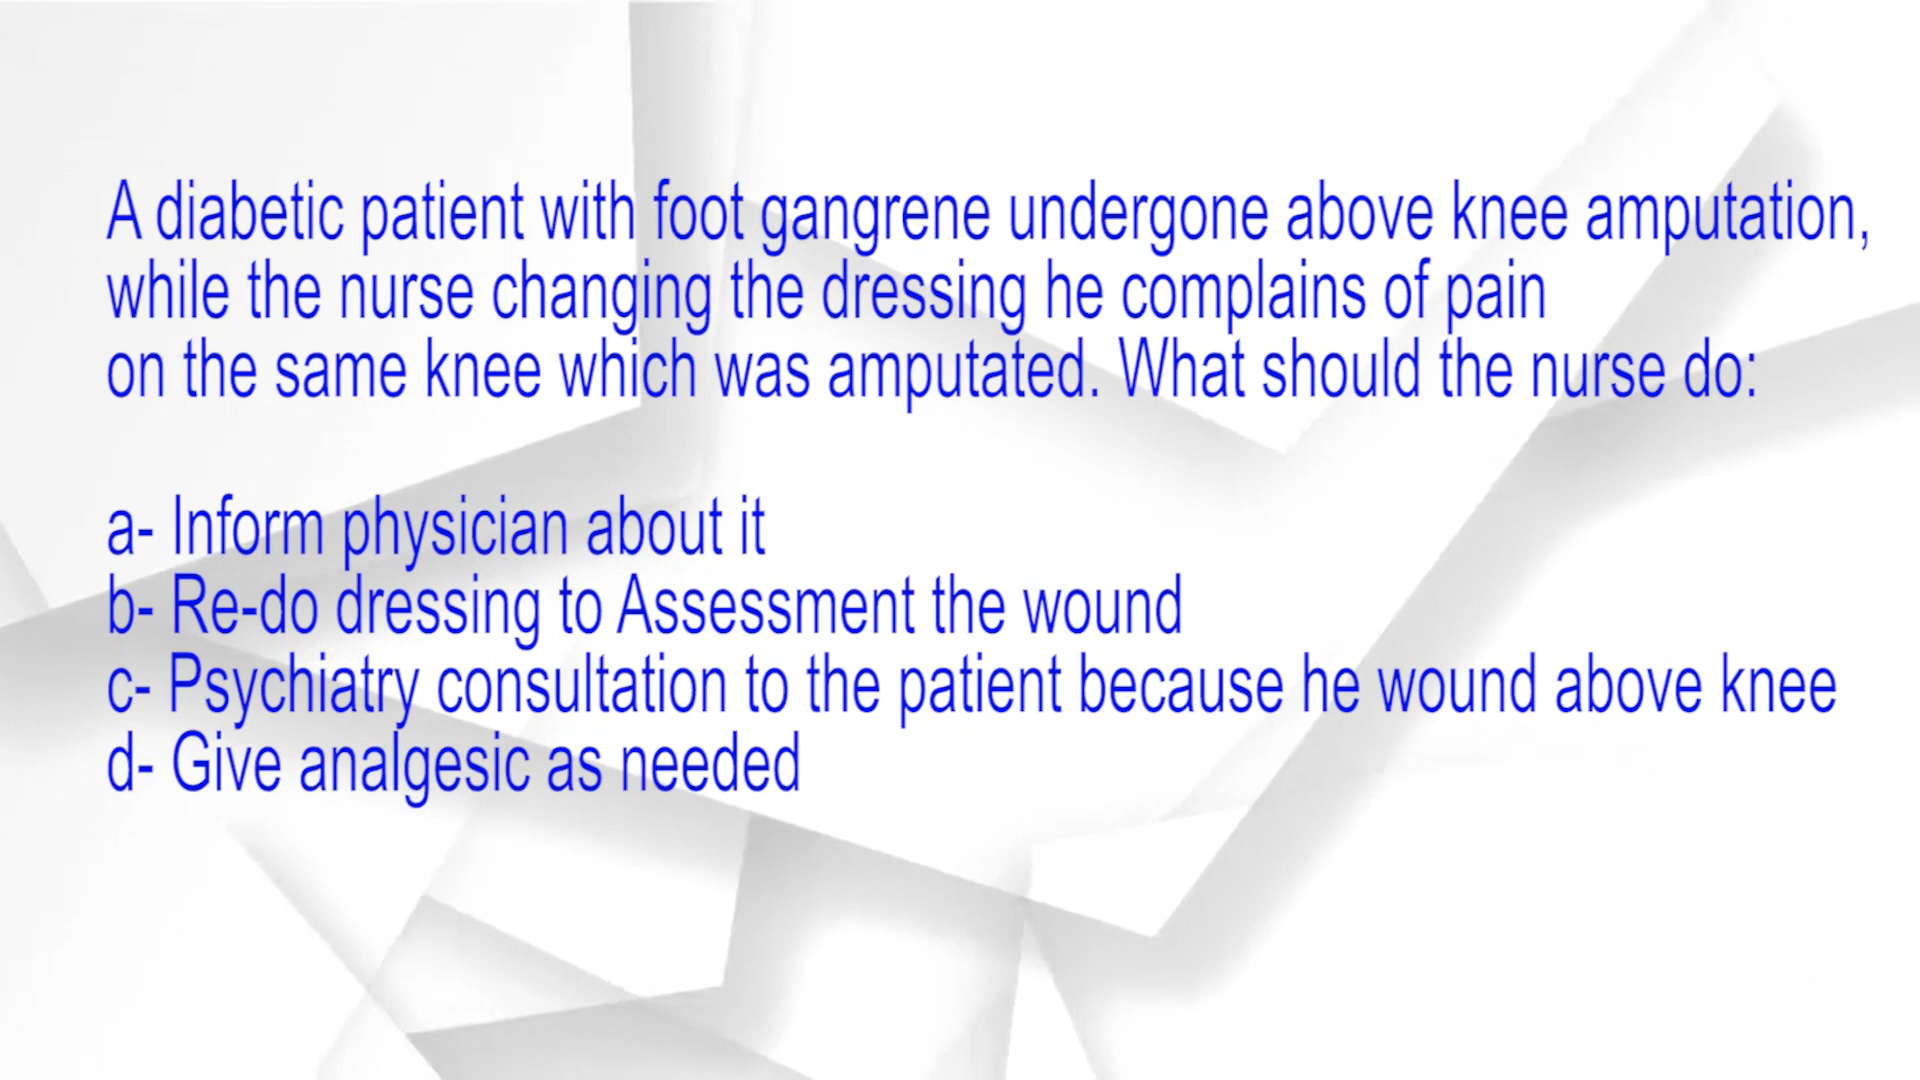 A diabetic patient with foot gangrene undergone above knee amputation,
while the nurse changing the dressing he complains of pain
on the same knee which was amputated. What should the nurse do:
a- Inform physician about it
b- Re-do dressing to Assessment the wound
c- Psychiatry consultation to the patient because he wound above knee
d- Give analgesic as needed